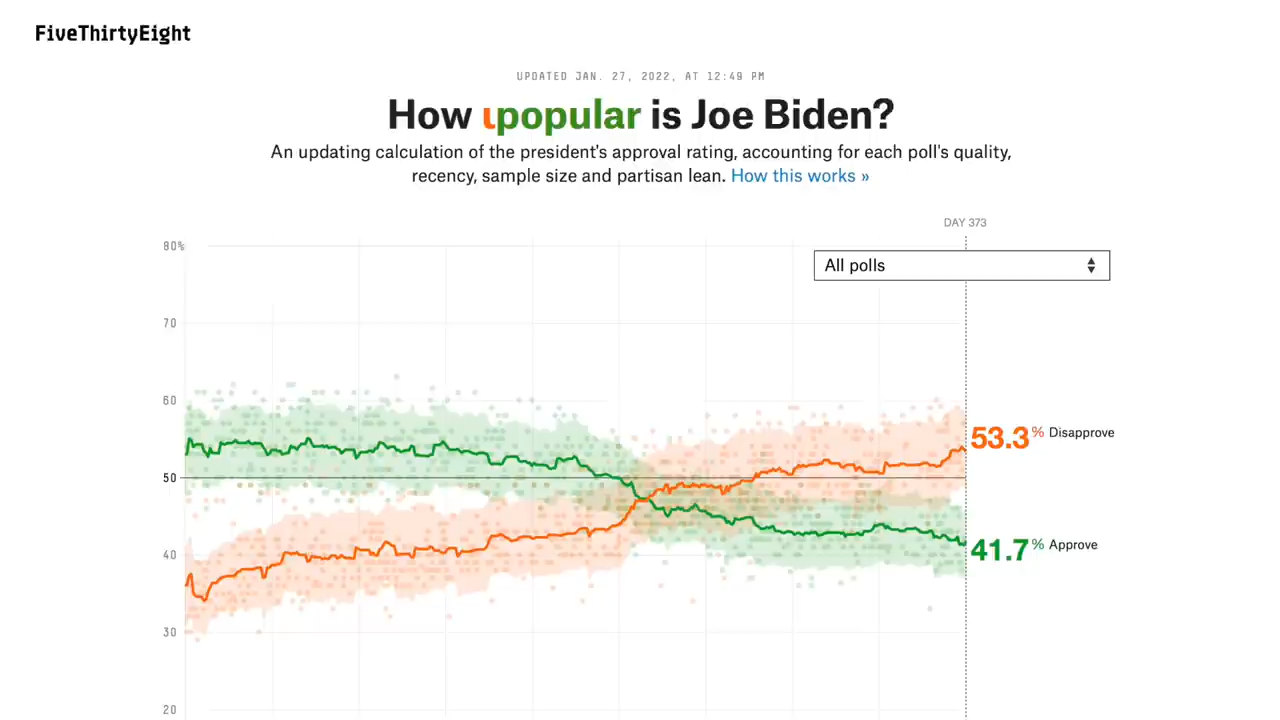 FiveThirtyEight
UPDATED JAN. 27, 2022, AT 12:49 PM
How popular is Joe Biden?
An updating calculation of the president's approval rating, accounting for each poll's quality,
recency, sample size and partisan lean. How this works »
DAY 373
80%
All polls
70
60
53.3% Disapprove
50
41.7% Approve
40
30
20